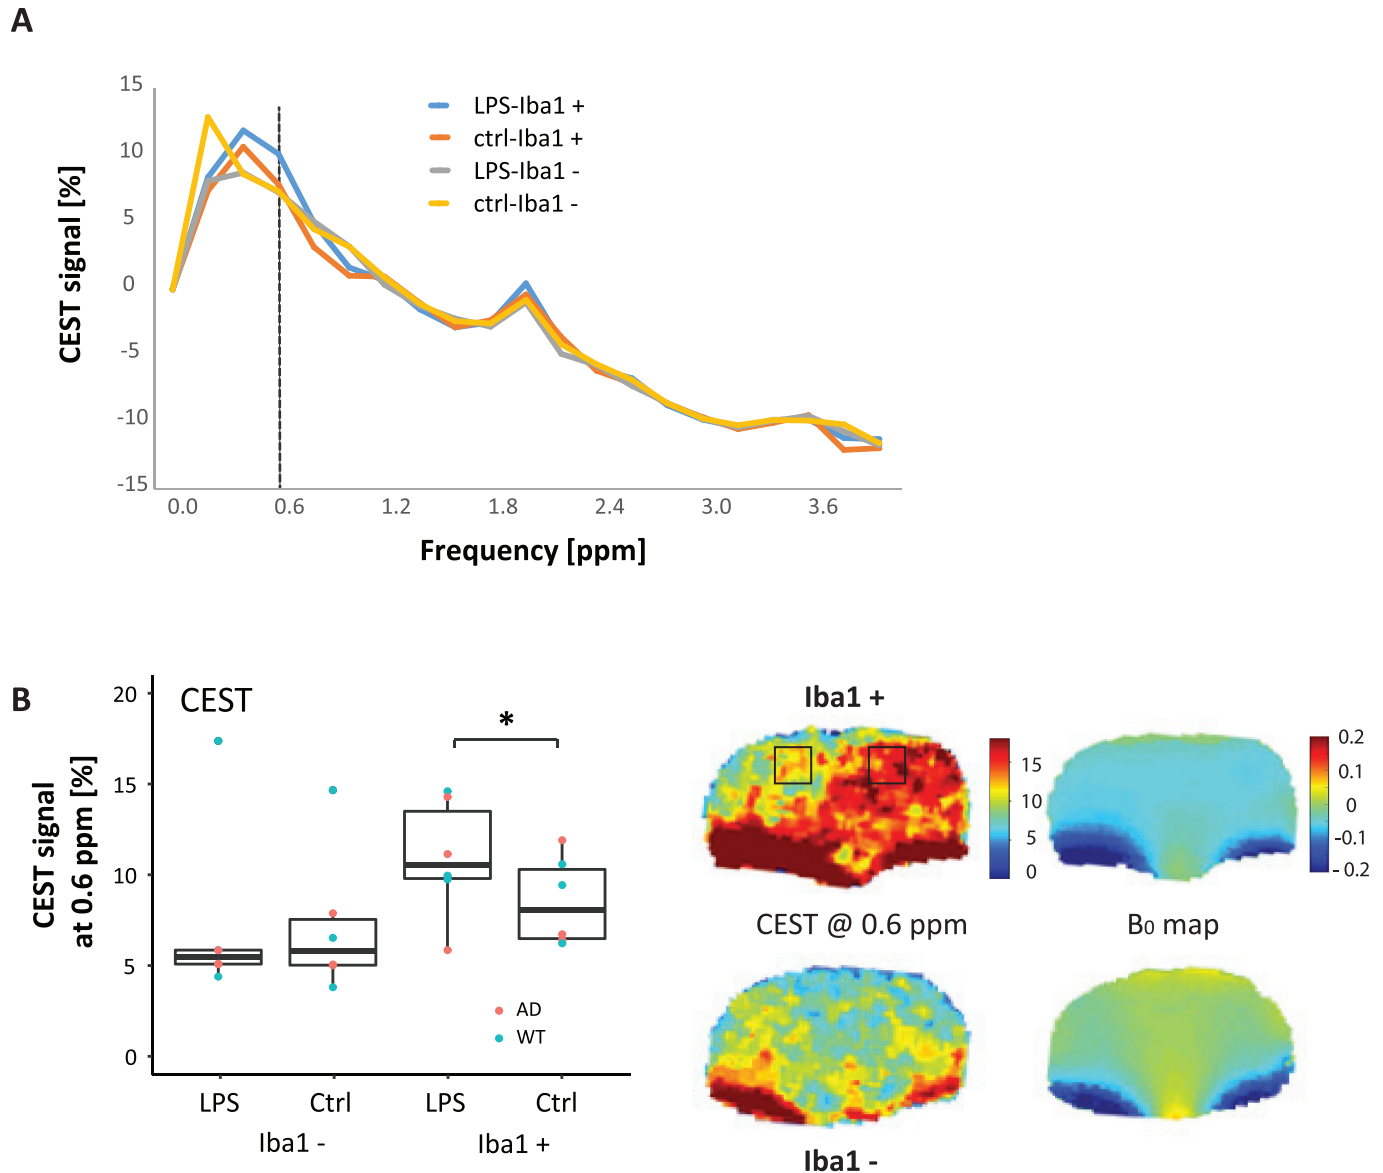 A
CEST signal [%]
15
10
5
0
-5
-10
-15
LPS-Iba1 +
ctrl-Iba1 +
LPS-Iba1 -
ctrl-Iba1 -
0.0 0.6 1.2 1.8 2.4 3.0 3.6
Frequency [ppm]
B
CEST signal
at 0.6 ppm [%]
20
15
10
5
0
CEST
*
AD
WT
LPS Ctrl LPS Ctrl
Iba1 - Iba1 +
Iba1 +
15
10
5
0
0.2
0.1
0
-0.1
-0.2
CEST @ 0.6 ppm
B0 map
Iba1 -